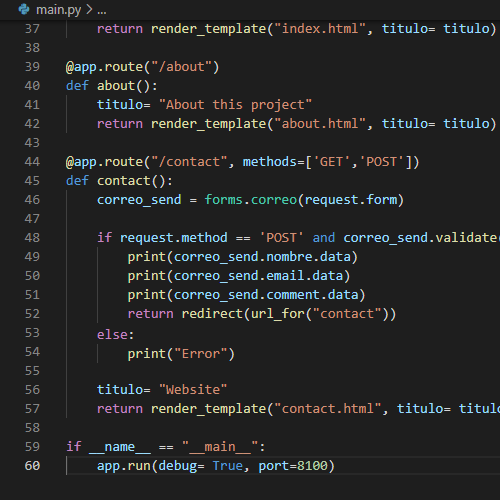 main.py > ...
37 return render_template("index.html", titulo= titulo)
38
39 @app.route("/about")
40 def about():
41 titulo= "About this project"
42 return render_template("about.html", titulo= titulo)
43
44 @app.route("/contact", methods=['GET','POST'])
45 def contact():
46 correo_send = forms.correo(request.form)
47
48 if request.method == 'POST' and correo_send.validate(
49 print(correo_send.nombre.data)
50 print(correo_send.email.data)
51 print(correo_send.comment.data)
52 return redirect(url_for("contact"))
53 else:
54 print("Error")
55
56 titulo= "Website"
57 return render_template("contact.html", titulo= titulo
58
59 if __name__ == "__main__":
60 app.run(debug= True, port=8100)